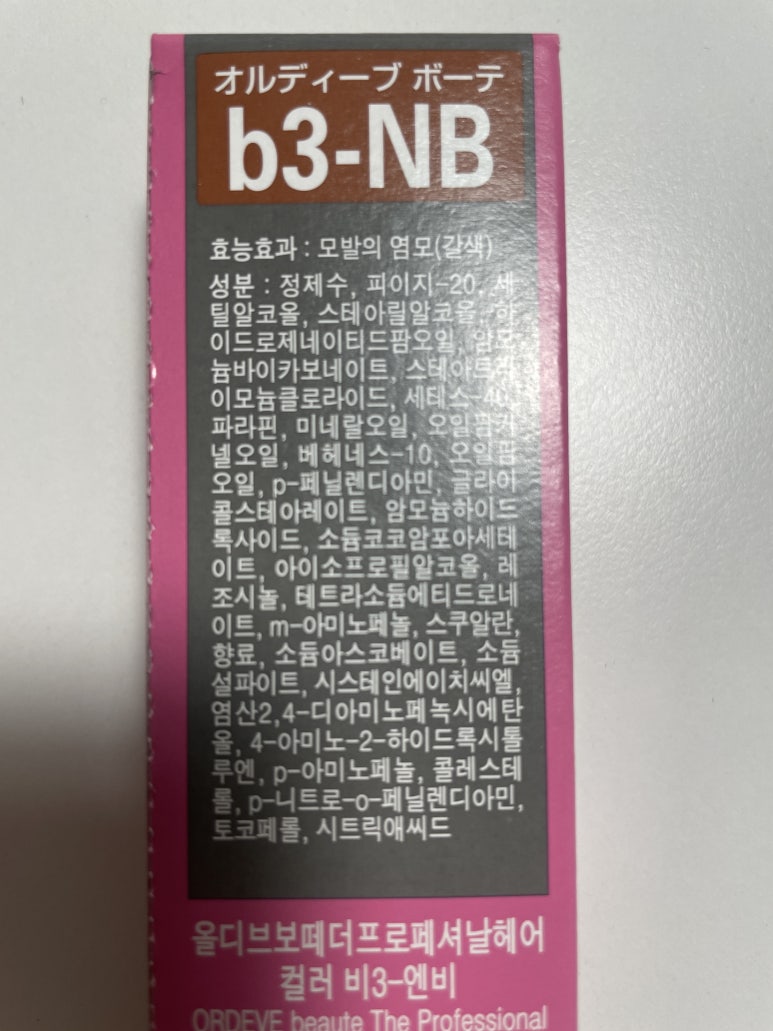 オルディーブ ボーテ
b3-NB
효능효과 : 모발의 염모(갈색)
성분 : 정제수, 피이지-20, 세
틸알코올, 스테아릴알코올, 하
이드로제네이티드팜오일, 암모
늄바이카보네이트, 스테아트라
이모늄클로라이드, 세테스-40,
파라핀, 미네랄오일, 오일팜커
넬오일, 베헤네스-10, 오일팜
오일, p-페닐렌디아민, 글라이
콜스테아레이트, 암모늄하이드
록사이드, 소듐코코암포아세테
이트, 아이소프로필알코올, 레
조시놀, 테트라소듐에티드로네
이트, m-아미노페놀, 스쿠알란,
향료, 소듐아스코베이트, 소듐
설파이트, 시스테인에이치씨엘,
염산2,4-디아미노페녹시에탄
올, 4-아미노-2-하이드록시톨
루엔, p-아미노페놀, 콜레스테
롤, p-니트로-o-페닐렌디아민,
토코페롤, 시트릭애씨드
올디브보떼더프로페셔날헤어
컬러 비3-엔비
ORDEVE beaute The Professional